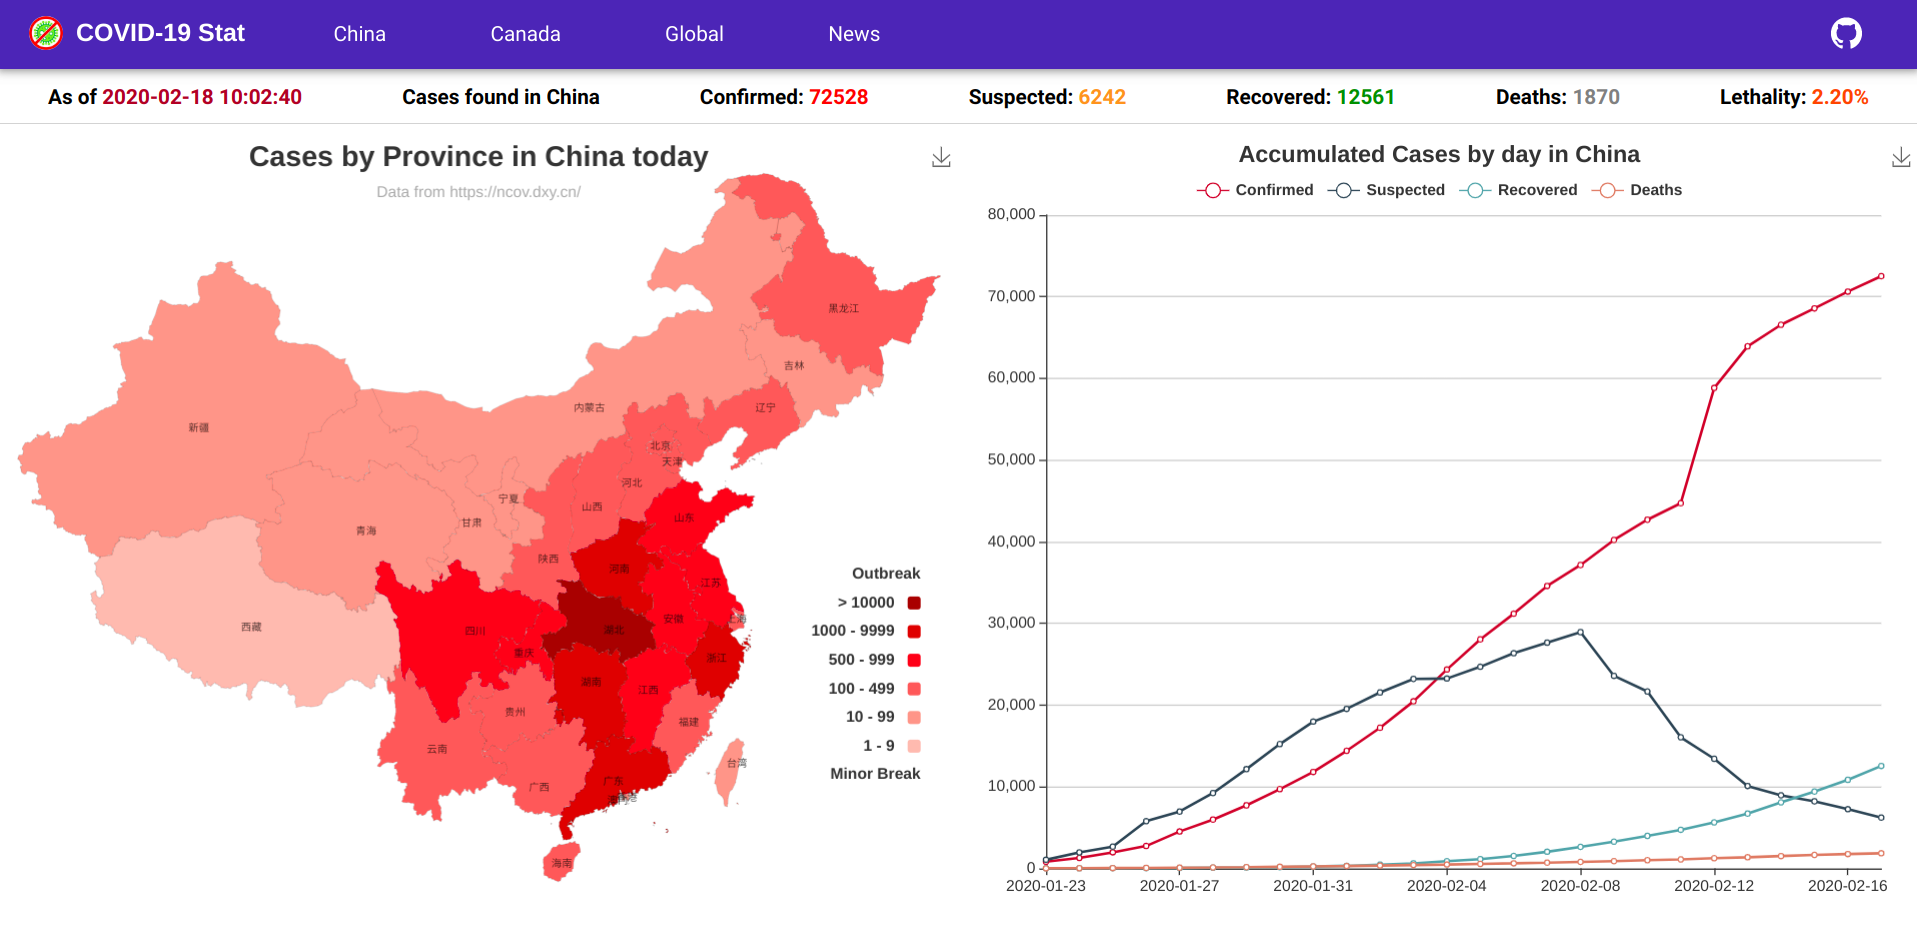 COVID-19 Stat
China
Canada
Global
News
As of 2020-02-18 10:02:40
Cases found in China
Confirmed: 72528
Suspected: 6242
Recovered: 12561
Deaths: 1870
Lethality: 2.20%
Cases by Province in China today
Data from https://ncov.dxy.cn/
黑龙江
吉林
辽宁
内蒙古
新疆
北京
天津
河北
宁夏
山西
山东
甘肃
青海
陕西
河南
江苏
安徽
上海
西藏
四川
湖北
重庆
浙江
湖南
江西
贵州
福建
云南
台湾
广西
广东
海南
Outbreak
> 10000
1000 - 9999
500 - 999
100 - 499
10 - 99
1 - 9
Minor Break
Accumulated Cases by day in China
Confirmed
Suspected
Recovered
Deaths
80,000
70,000
60,000
50,000
40,000
30,000
20,000
10,000
0
2020-01-23
2020-01-27
2020-01-31
2020-02-04
2020-02-08
2020-02-12
2020-02-16